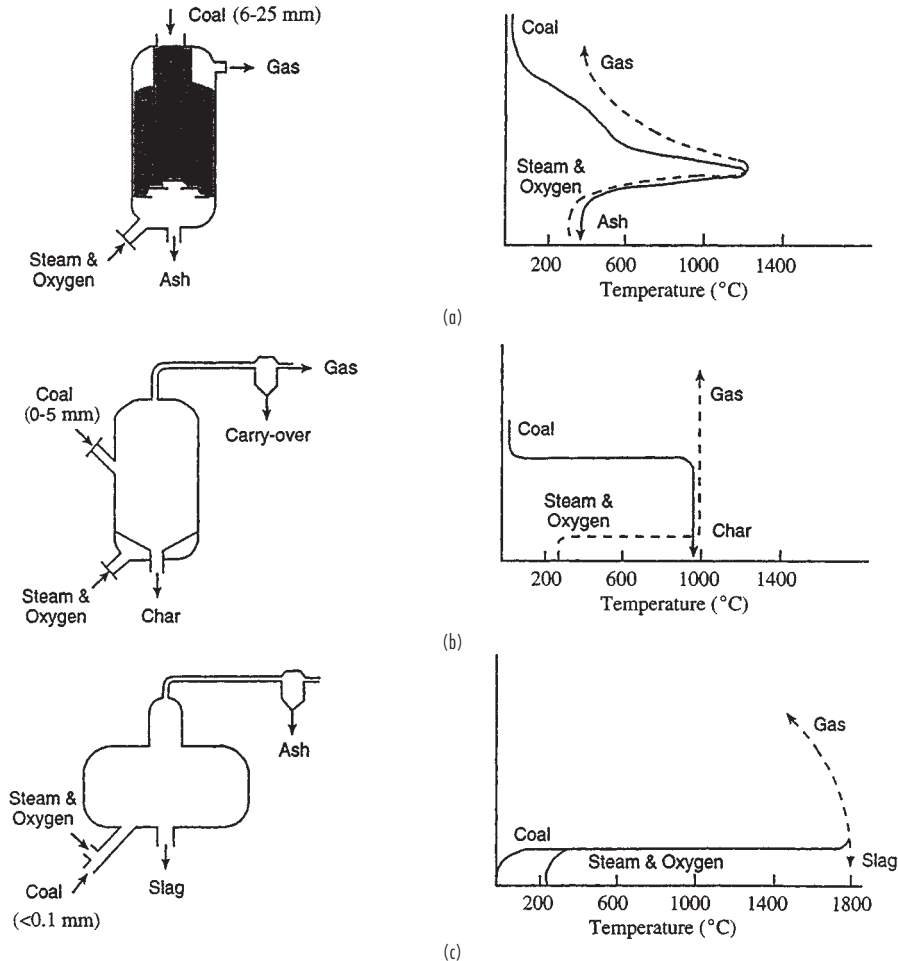 Coal (6-25 mm)
Gas
Steam &
Oxygen
Ash
Coal
Gas
Steam &
Oxygen
Ash
200
600
1000
1400
Temperature (°C)
(a)
Coal
(0-5 mm)
Gas
Carry-over
Steam &
Oxygen
Char
Coal
Gas
Steam &
Oxygen
Char
200
600
1000
1400
Temperature (°C)
(b)
Ash
Steam &
Oxygen
Coal
(<0.1 mm)
Slag
Gas
Coal
Steam & Oxygen
Slag
200
600
1000
1400
1800
Temperature (°C)
(c)